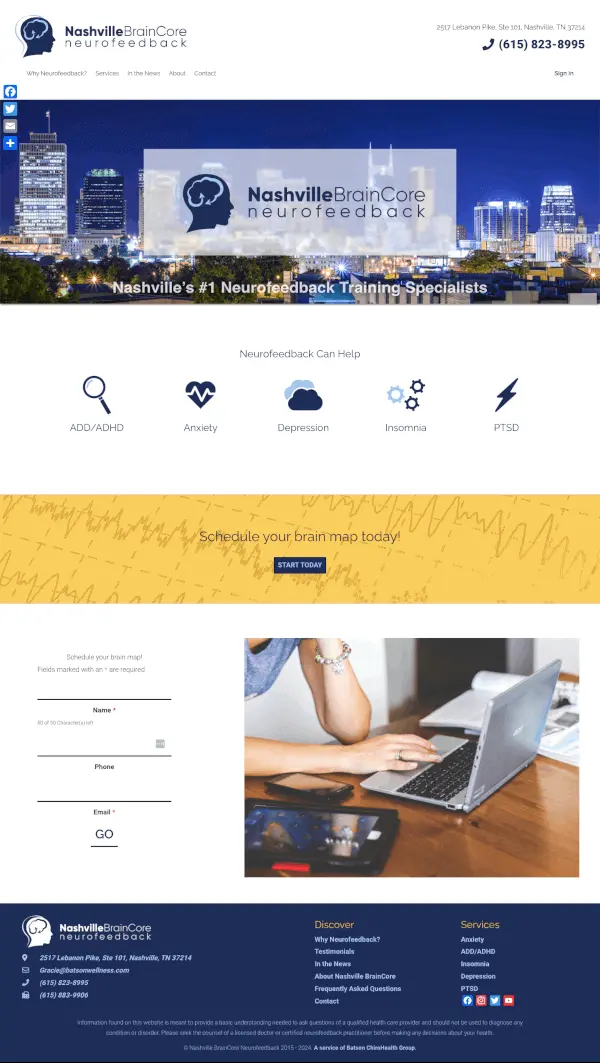 NashvilleBrainCore
neurofeedback
2517 Lebanon Pike, Ste 101, Nashville, TN 37214
(615) 823-8995
Why Neurofeedback? Services In the News About Contact Sign In
NashvilleBrainCore
neurofeedback
Nashville's #1 Neurofeedback Training Specialists
Neurofeedback Can Help
ADD/ADHD Anxiety Depression Insomnia PTSD
Schedule your brain map today!
START TODAY
Schedule your brain map!
Fields marked with an * are required
Name *
50 of 50 Character(s) left
Phone
Email *
GO
NashvilleBrainCore
neurofeedback
2517 Lebanon Pike, Ste 101, Nashville, TN 37214
Gracie@batsonwellness.com
(615) 823-8995
(615) 883-9906
Discover
Why Neurofeedback?
Testimonials
In the News
About Nashville BrainCore
Frequently Asked Questions
Contact
Services
Anxiety
ADD/ADHD
Insomnia
Depression
PTSD
Information found on this website is meant to provide a basic understanding needed to ask questions of a qualified health care provider and should not be used to diagnose any
condition or disorder. Please seek the counsel of a licensed doctor or certified neurofeedback practitioner before making any decisions about your health.
© Nashville BrainCore Neurofeedback 2015 - 2024. A service of Batson ChiroHealth Group.